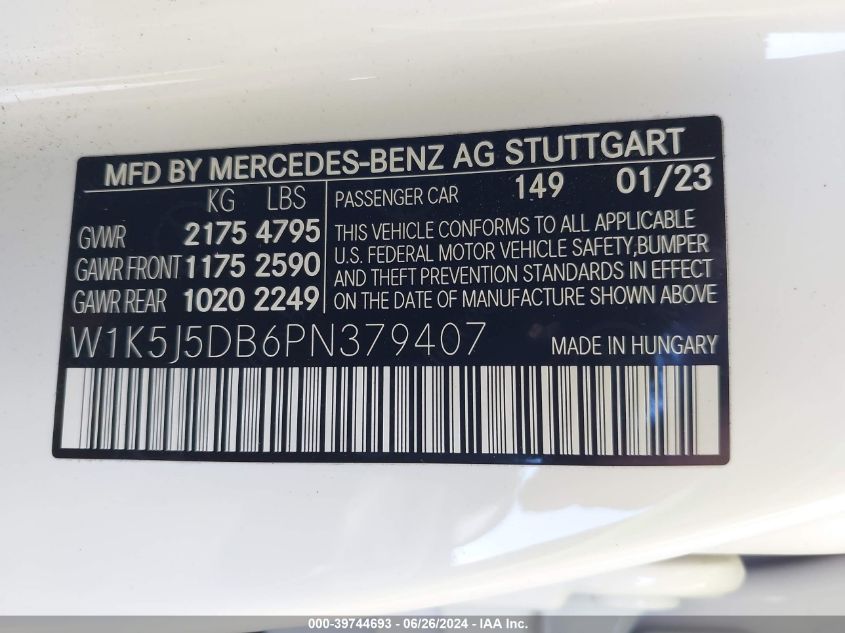 MFD BY MERCEDES-BENZ AG STUTTGART
KG LBS
GVWR 2175 4795
GAWR FRONT 1175 2590
GAWR REAR 1020 2249
PASSENGER CAR 149 01/23
THIS VEHICLE CONFORMS TO ALL APPLICABLE
U.S. FEDERAL MOTOR VEHICLE SAFETY,BUMPER
AND THEFT PREVENTION STANDARDS IN EFFECT
ON THE DATE OF MANUFACTURE SHOWN ABOVE
W1K5J5DB6PN379407 MADE IN HUNGARY
000-39744693 / 06/26/2024 - IAA Inc.